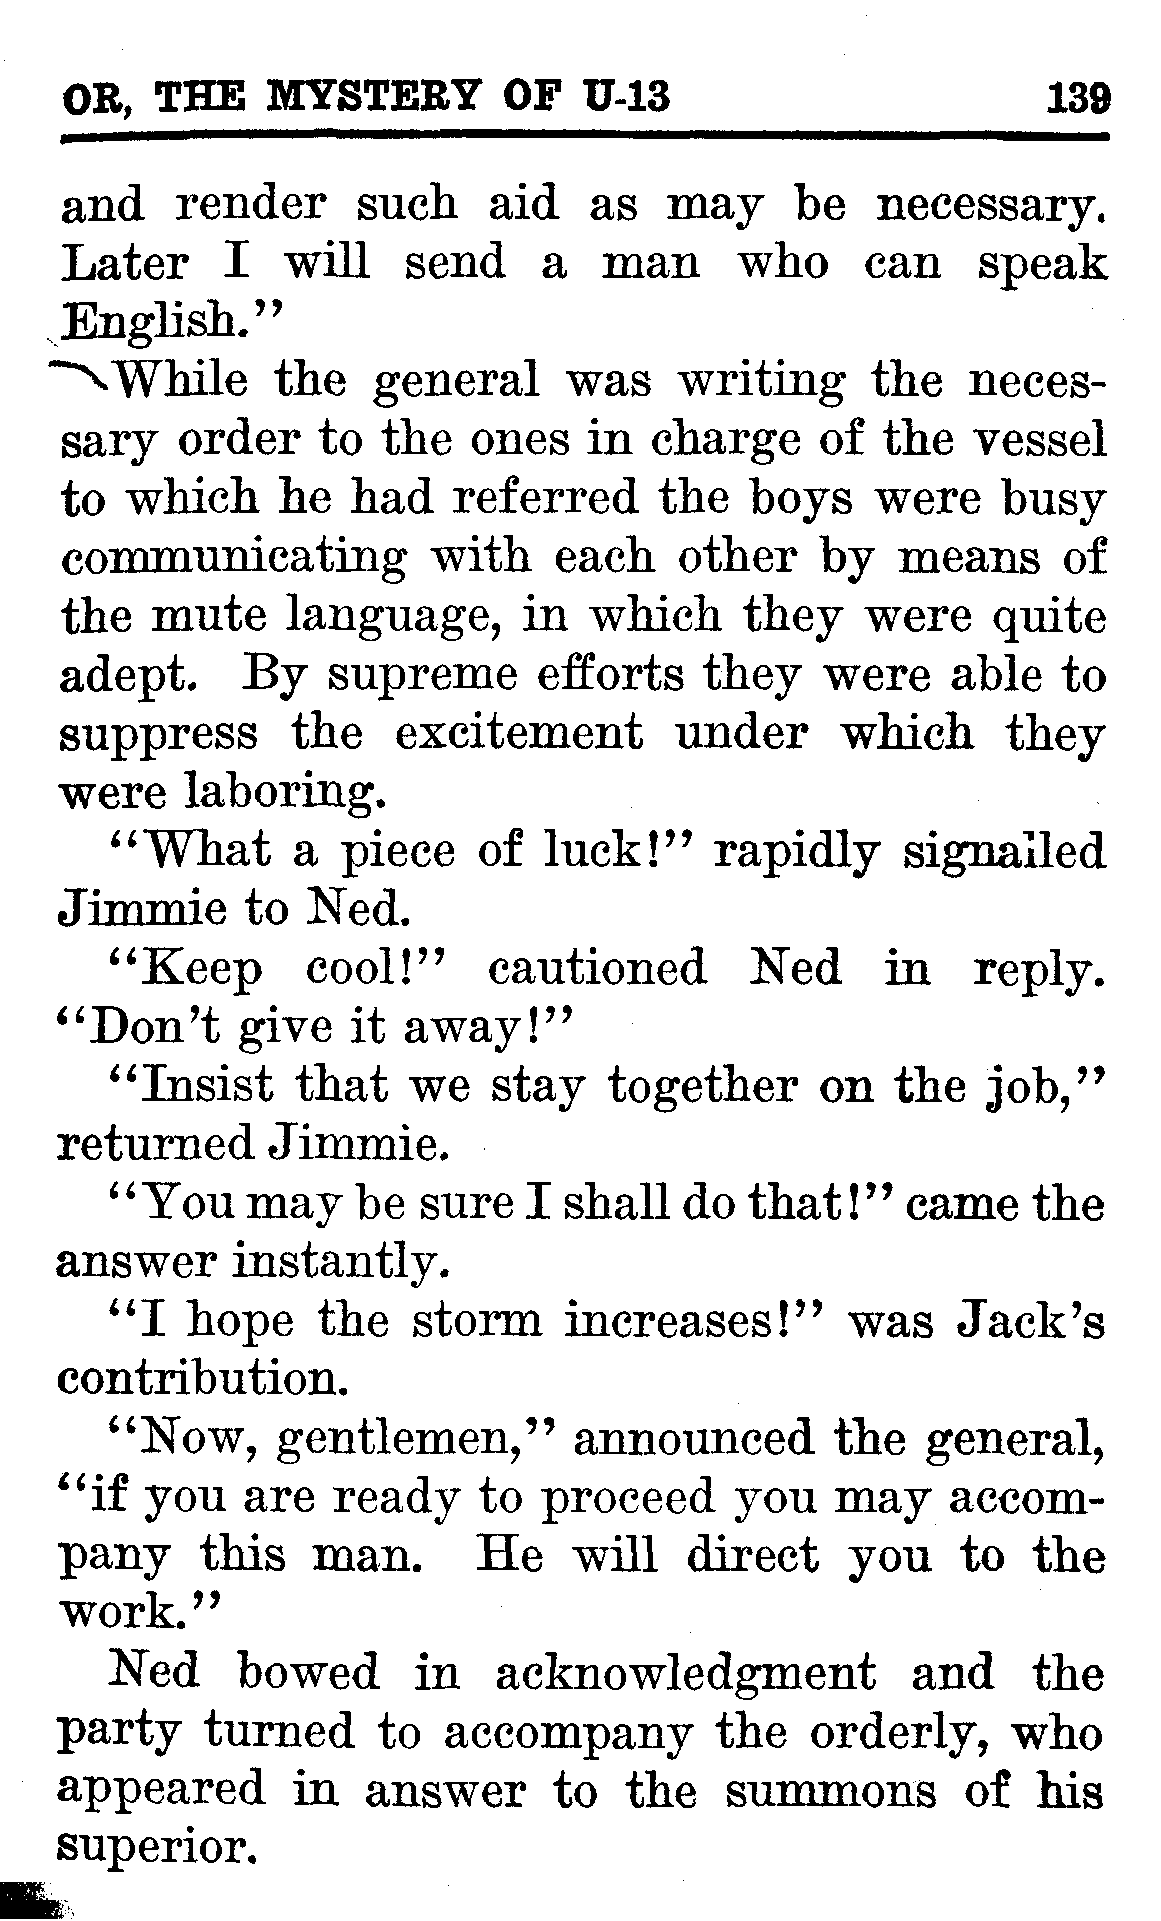 OR, THE MYSTERY OF U-13 139
and render such aid as may be necessary.
Later I will send a man who can speak
English."
While the general was writing the neces-
sary order to the ones in charge of the vessel
to which he had referred the boys were busy
communicating with each other by means of
the mute language, in which they were quite
adept. By supreme efforts they were able to
suppress the excitement under which they
were laboring.
"What a piece of luck!" rapidly signalled
Jimmie to Ned.
"Keep cool!" cautioned Ned in reply.
"Don't give it away!"
"Insist that we stay together on the job,"
returned Jimmie.
"You may be sure I shall do that!" came the
answer instantly.
"I hope the storm increases!" was Jack's
contribution.
"Now, gentlemen," announced the general,
"if you are ready to proceed you may accom-
pany this man. He will direct you to the
work."
Ned bowed in acknowledgment and the
party turned to accompany the orderly, who
appeared in answer to the summons of his
superior.